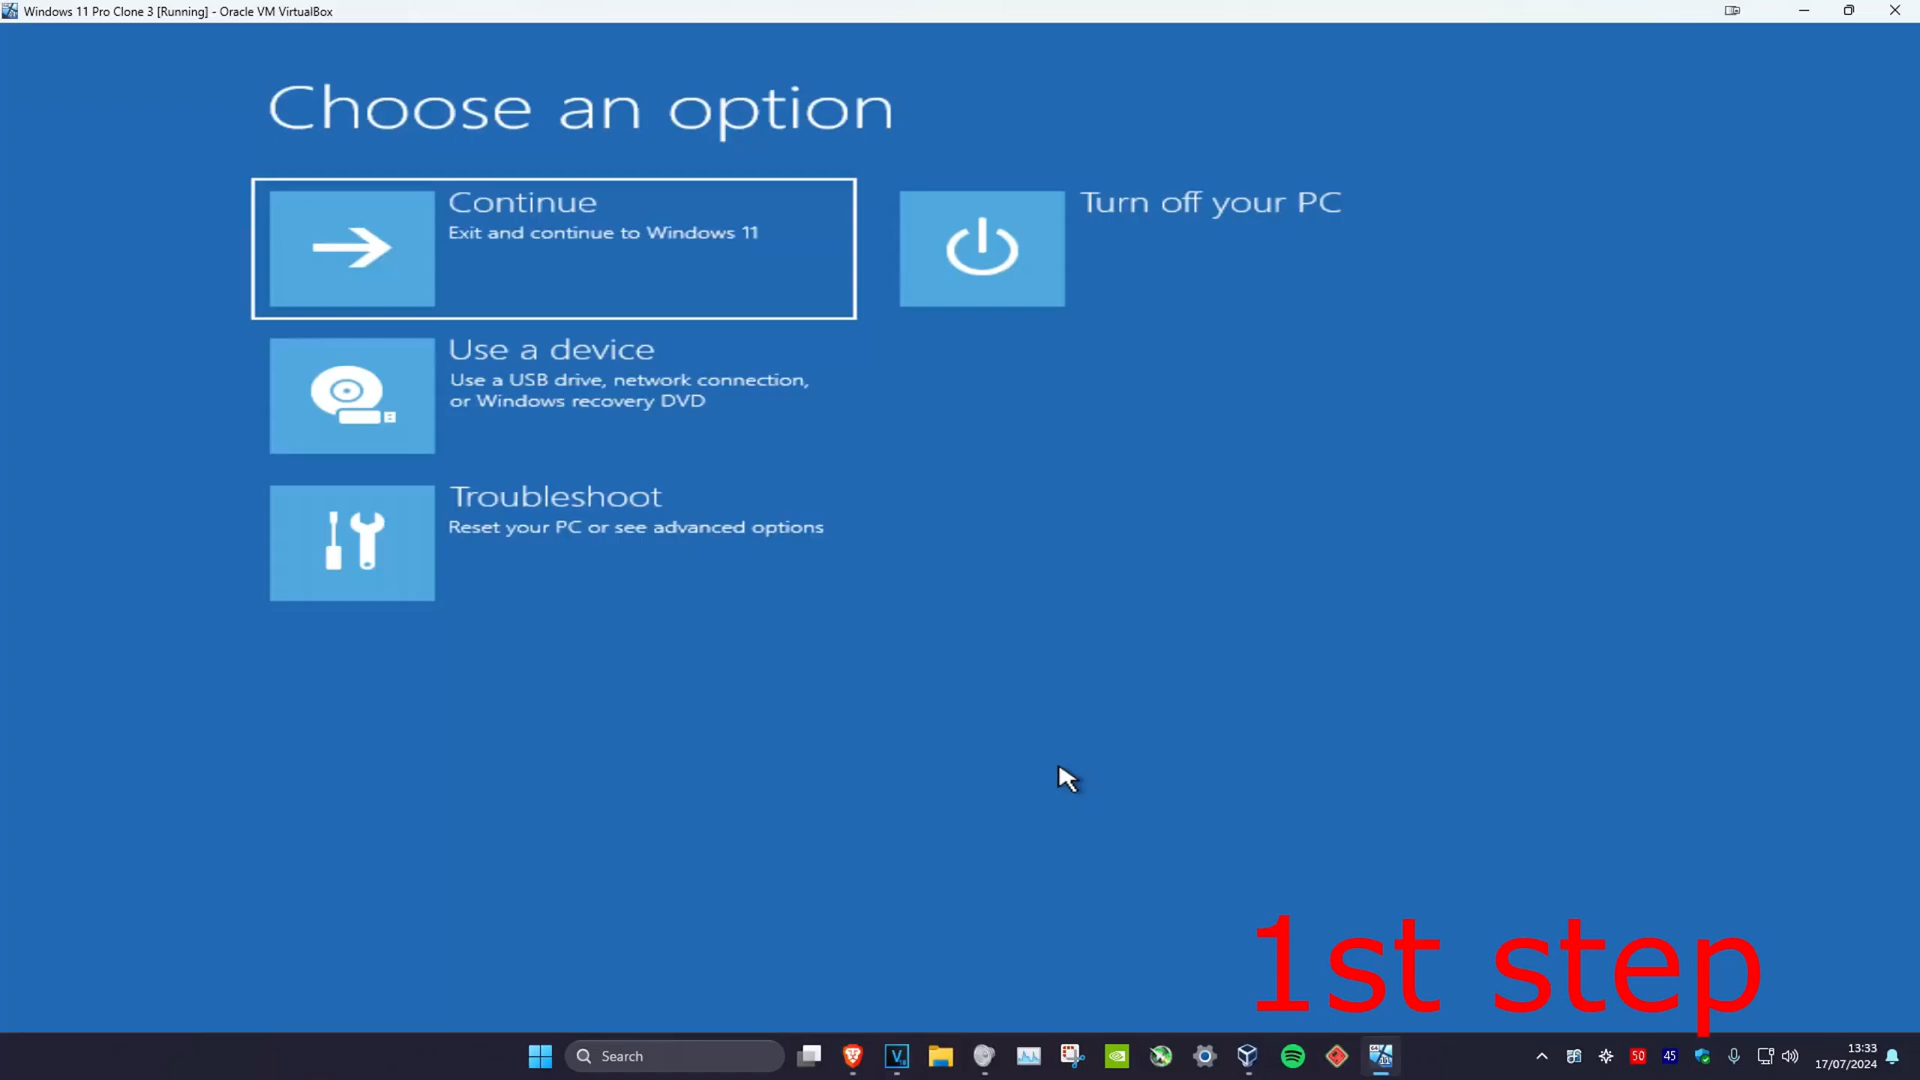 Windows 11 Pro Clone 3 [Running] - Oracle VM VirtualBox
Choose an option
Continue
Exit and continue to Windows 11
Turn off your PC
Use a device
Use a USB drive, network connection,
or Windows recovery DVD
Troubleshoot
Reset your PC or see advanced options
1st step
Search
50
45
13:33
17/07/2024